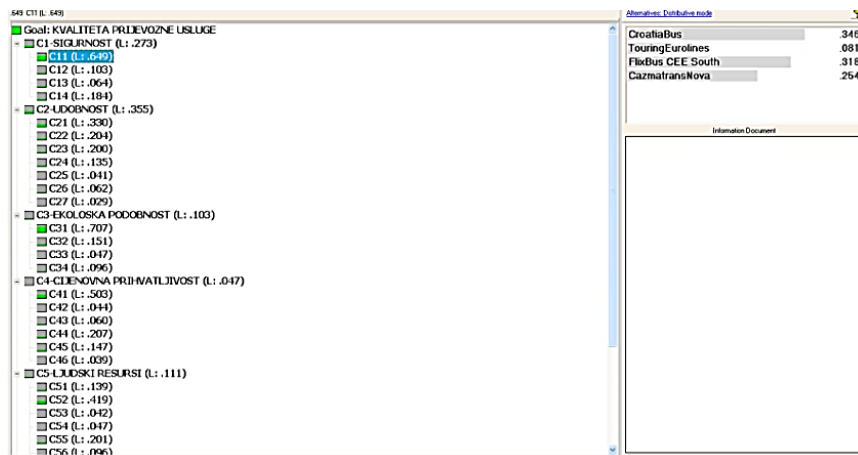 .649 C11 (L: .649)
Goal: KVALITETA PRIJEVOZNE USLUGE
C1-SIGURNOST (L: .273)
C11 (L: .649)
C12 (L: .103)
C13 (L: .064)
C14 (L: .184)
C2-UDOBNOST (L: .355)
C21 (L: .330)
C22 (L: .204)
C23 (L: .200)
C24 (L: .135)
C25 (L: .041)
C26 (L: .062)
C27 (L: .029)
C3-EKOLOSKA PODOBNOST (L: .103)
C31 (L: .707)
C32 (L: .151)
C33 (L: .047)
C34 (L: .096)
C4-CIJENOVNA PRIHVATLJIVOST (L: .047)
C41 (L: .503)
C42 (L: .044)
C43 (L: .060)
C44 (L: .207)
C45 (L: .147)
C46 (L: .039)
C5-LJUDSKI RESURSI (L: .111)
C51 (L: .139)
C52 (L: .419)
C53 (L: .042)
C54 (L: .047)
C55 (L: .201)
C56 (L: .096)
Alternatives: Distributive mode
CroatiaBus .346
TouringEurolines .081
FlixBus CEE South .318
CazmatransNova .254
Information Document